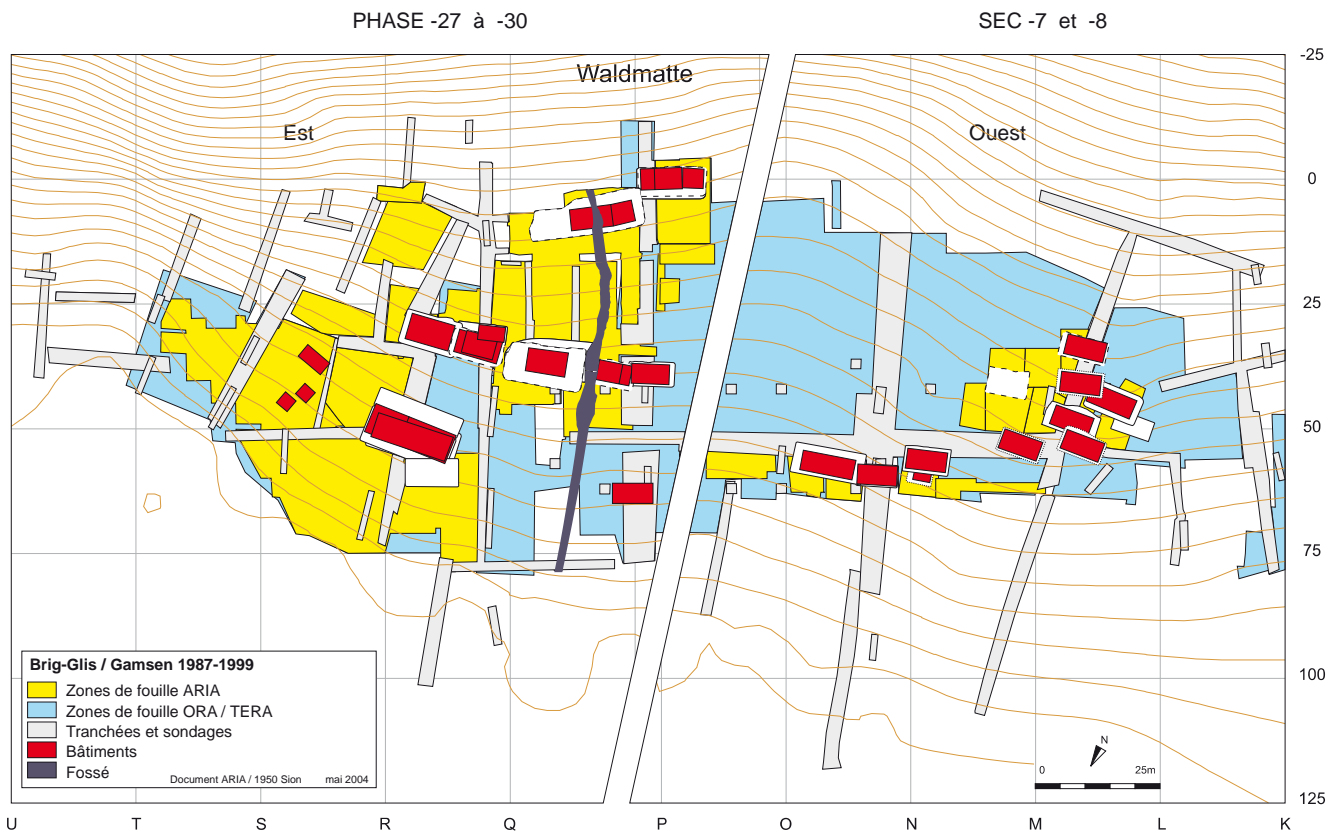 PHASE -27 à -30
SEC -7 et -8
Waldmatte
Est
Ouest
-25
0
25
50
75
100
125
Brig-Glis / Gamsen 1987-1999
Zones de fouille ARIA
Zones de fouille ORA / TERA
Tranchées et sondages
Bâtiments
Fossé
Document ARIA / 1950 Sion mai 2004
N
0 25m
U T S R Q P O N M L K